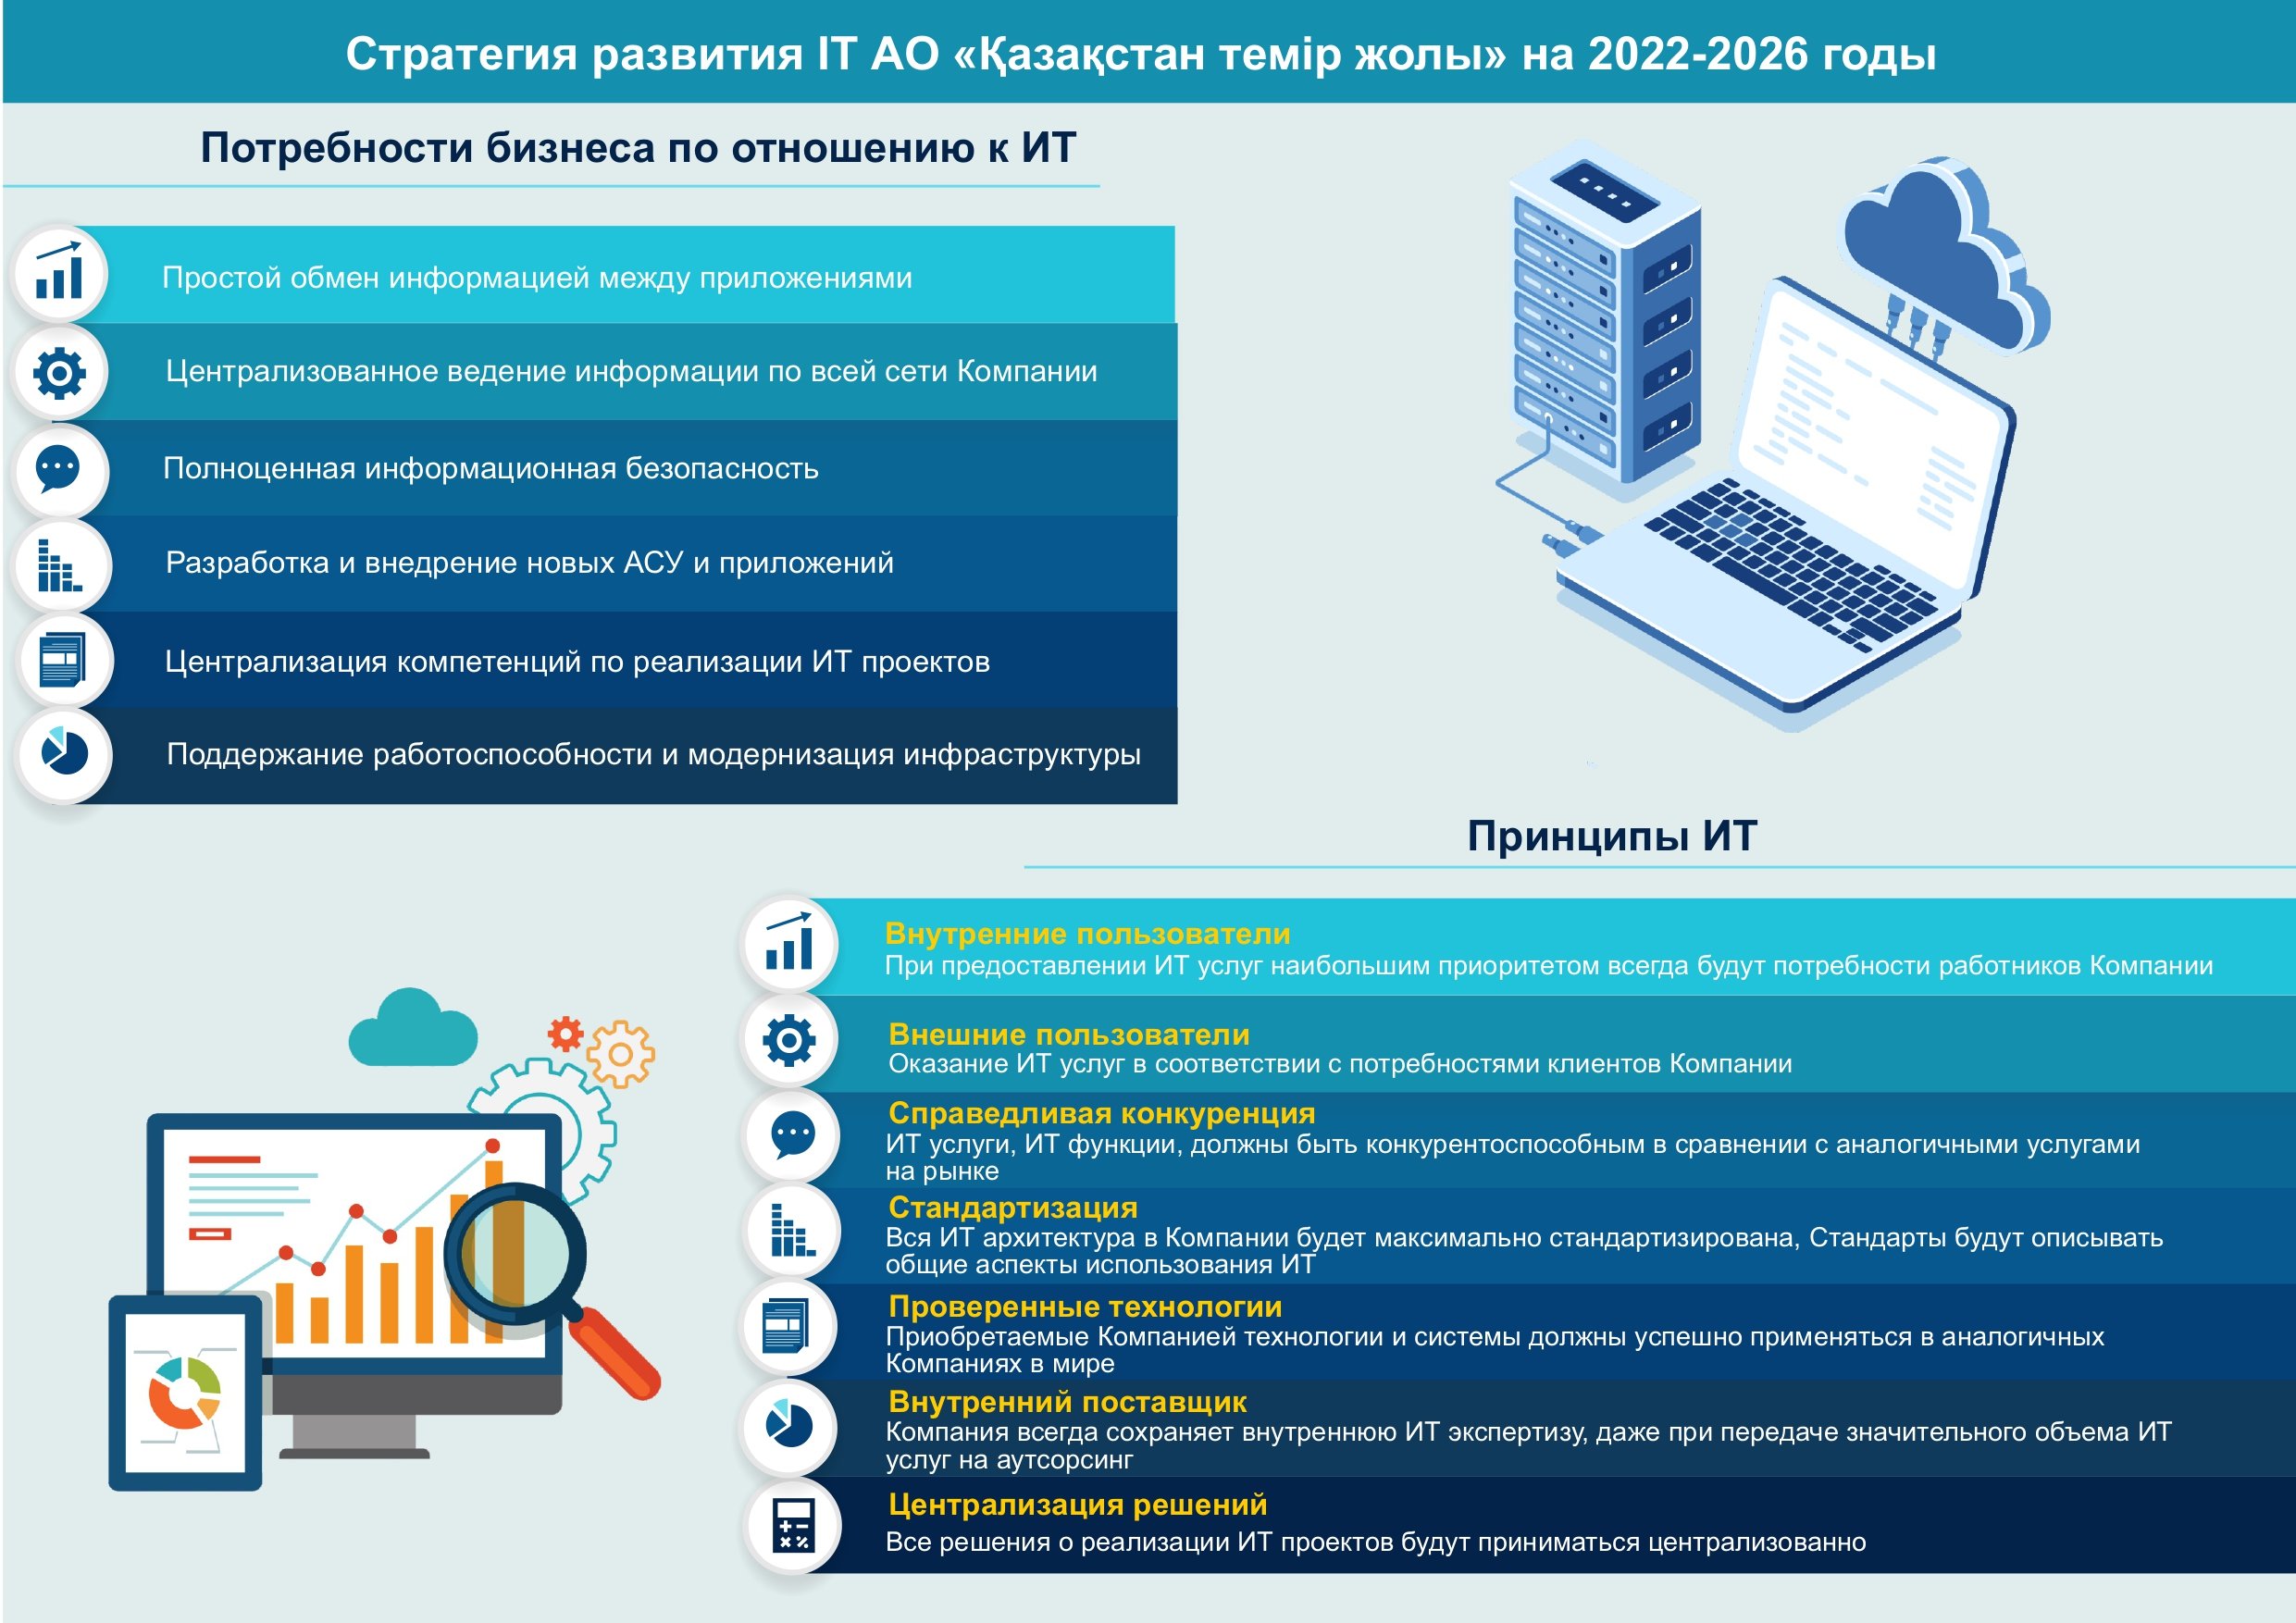 Стратегия развития IT АО «Қазақстан темір жолы» на 2022-2026 годы
Потребности бизнеса по отношению к ИТ
Простой обмен информацией между приложениями
Централизованное ведение информации по всей сети Компании
Полноценная информационная безопасность
Разработка и внедрение новых АСУ и приложений
Централизация компетенций по реализации ИТ проектов
Поддержание работоспособности и модернизация инфраструктуры
Принципы ИТ
Внутренние пользователи
При предоставлении ИТ услуг наибольшим приоритетом всегда будут потребности работников Компании
Внешние пользователи
Оказание ИТ услуг в соответствии с потребностями клиентов Компании
Справедливая конкуренция
ИТ услуги, ИТ функции, должны быть конкурентоспособным в сравнении с аналогичными услугами
на рынке
Стандартизация
Вся ИТ архитектура в Компании будет максимально стандартизирована, Стандарты будут описывать
общие аспекты использования ИТ
Проверенные технологии
Приобретаемые Компанией технологии и системы должны успешно применяться в аналогичных
Компаниях в мире
Внутренний поставщик
Компания всегда сохраняет внутреннюю ИТ экспертизу, даже при передаче значительного объема ИТ
услуг на аутсорсинг
Централизация решений
Все решения о реализации ИТ проектов будут приниматься централизованно